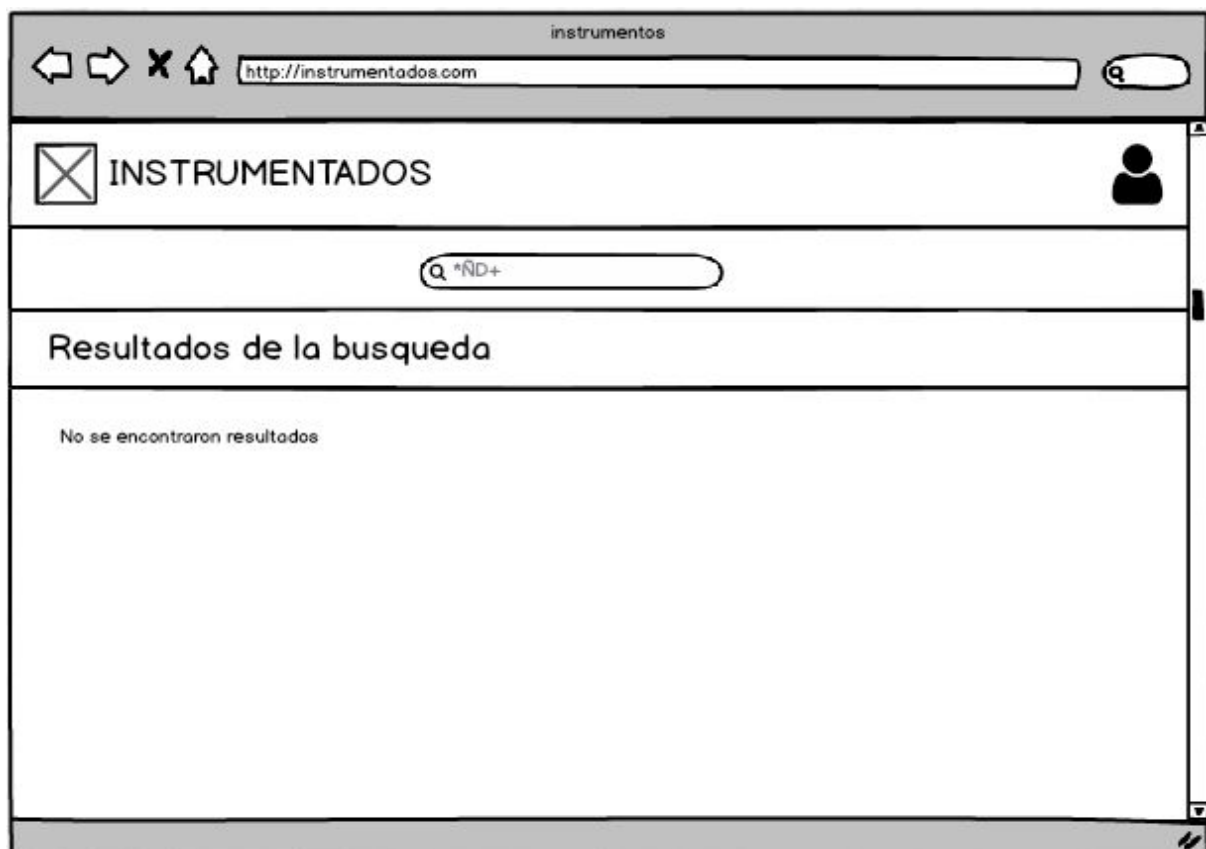 instrumentos
http://instrumentados.com
INSTRUMENTADOS
*ÑD+
Resultados de la busqueda
No se encontraron resultados